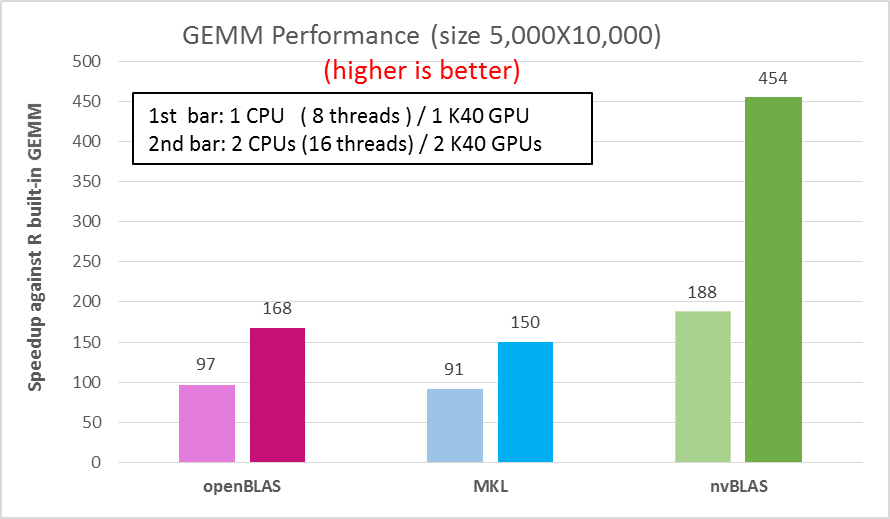 GEMM Performance (size 5,000X10,000)
(higher is better)
1st bar: 1 CPU ( 8 threads ) / 1 K40 GPU
2nd bar: 2 CPUs (16 threads) / 2 K40 GPUs
Speedup against R built-in GEMM
500
450
400
350
300
250
200
150
100
50
0
97
168
91
150
188
454
openBLAS
MKL
nvBLAS